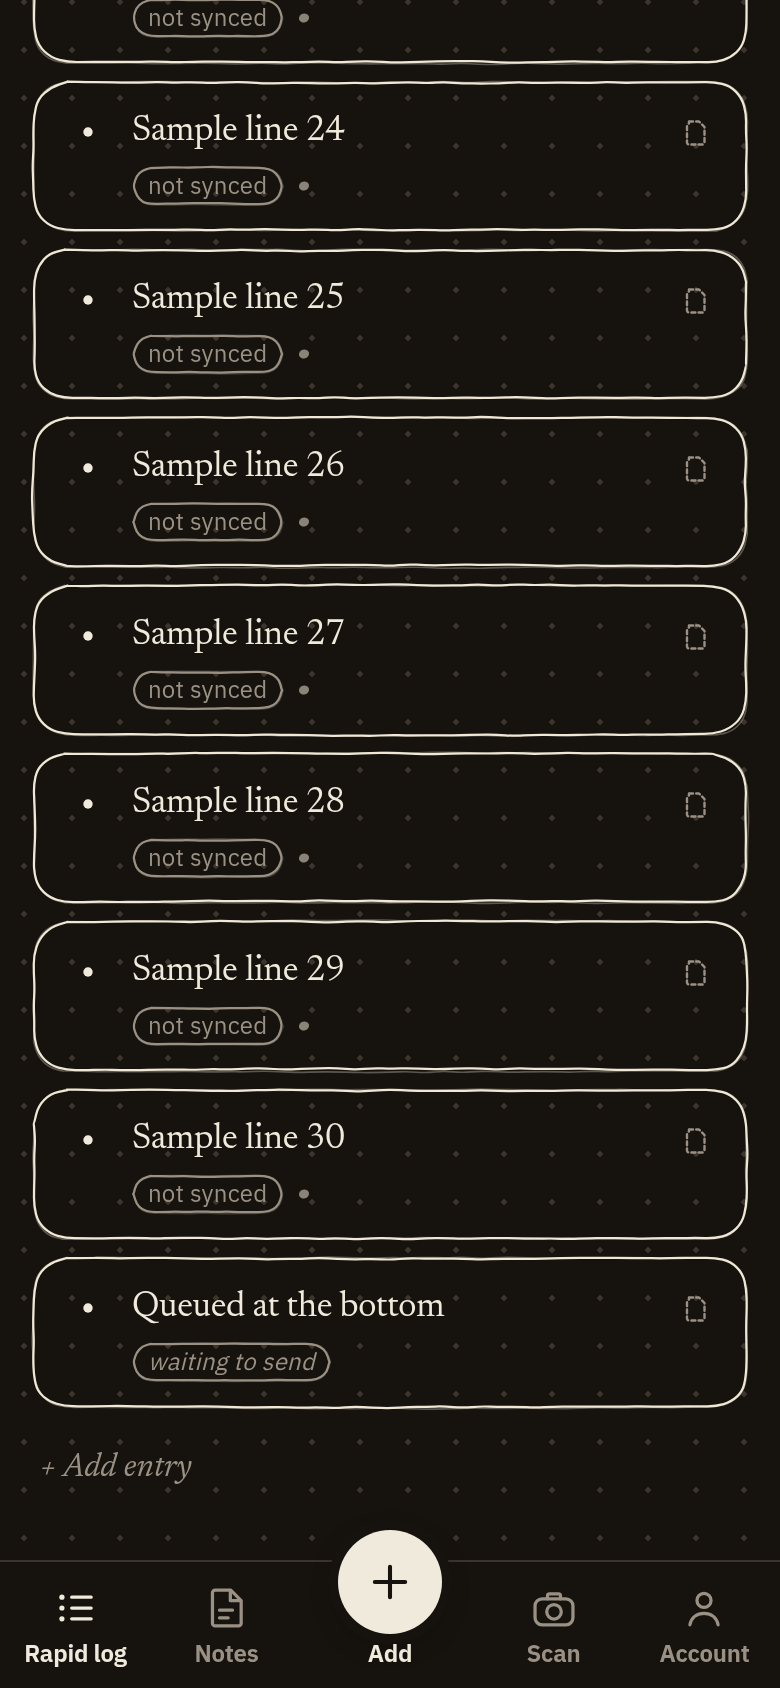 not synced
• Sample line 24
not synced
• Sample line 25
not synced
• Sample line 26
not synced
• Sample line 27
not synced
• Sample line 28
not synced
• Sample line 29
not synced
• Sample line 30
not synced
• Queued at the bottom
waiting to send
+ Add entry
Rapid log Notes Add Scan Account